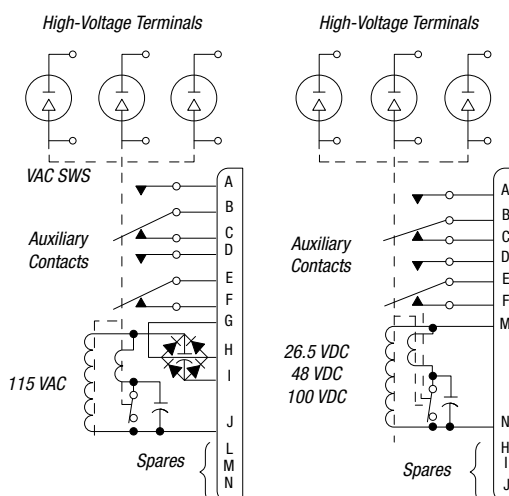 High-Voltage Terminals
VAC SWS
A
B
C
D
E
F
G
H
I
J
L
M
N
Auxiliary
Contacts
115 VAC
Spares
High-Voltage Terminals
A
B
C
D
E
F
M
N
H
I
J
Auxiliary
Contacts
26.5 VDC
48 VDC
100 VDC
Spares